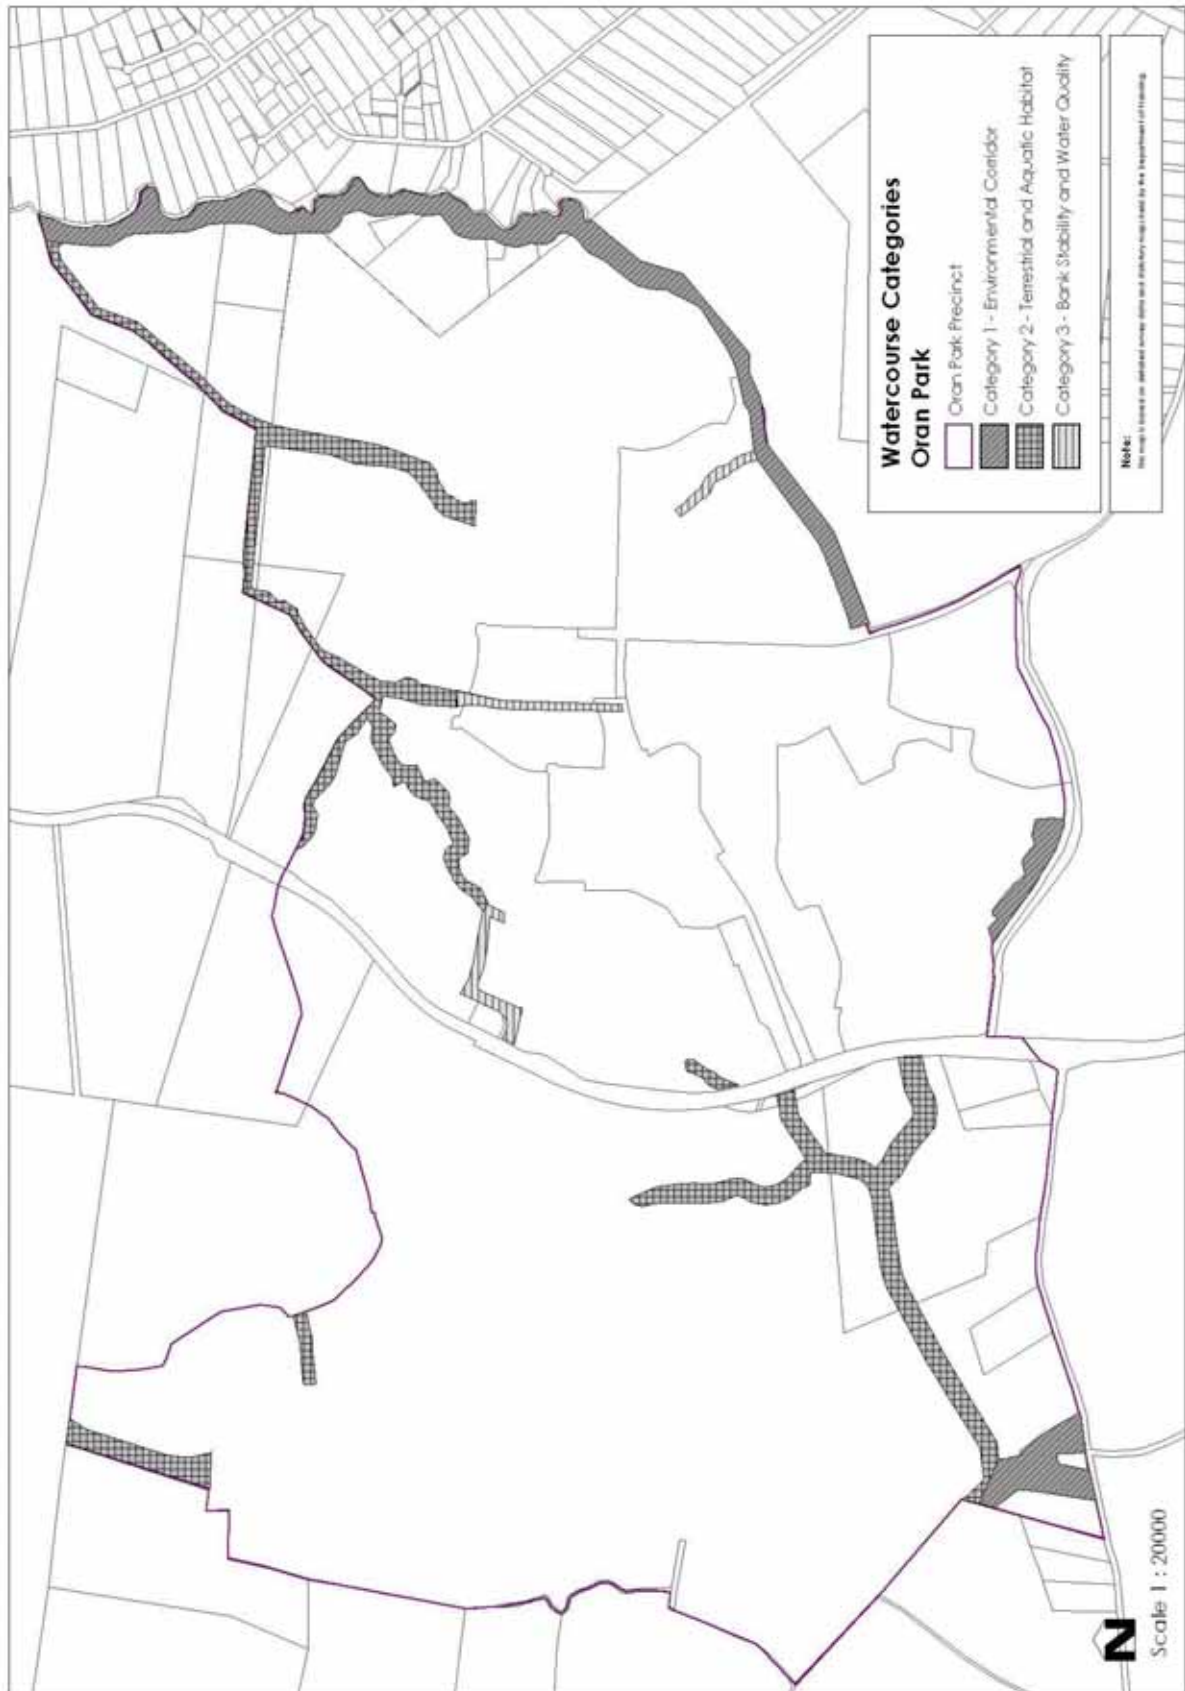 Watercourse Categories
Oran Park
Oran Park Precinct
Category 1 - Environmental Corridor
Category 2 - Terrestrial and Aquatic Habitat
Category 3 - Bank Stability and Water Quality
Note:
N
Scale 1 : 20000